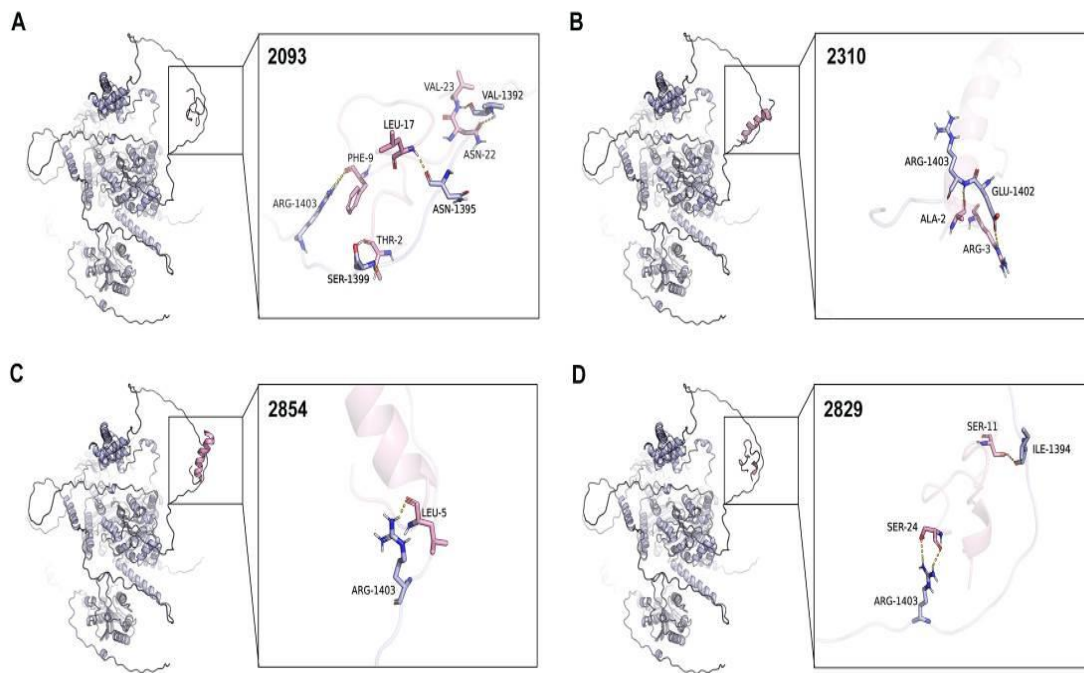 A
2093
VAL-23
VAL-1392
LEU-17
ASN-22
PHE-9
ARG-1403
ASN-1395
THR-2
SER-1399
B
2310
ARG-1403
GLU-1402
ALA-2
ARG-3
C
2854
LEU-5
ARG-1403
D
2829
SER-11
ILE-1394
SER-24
ARG-1403